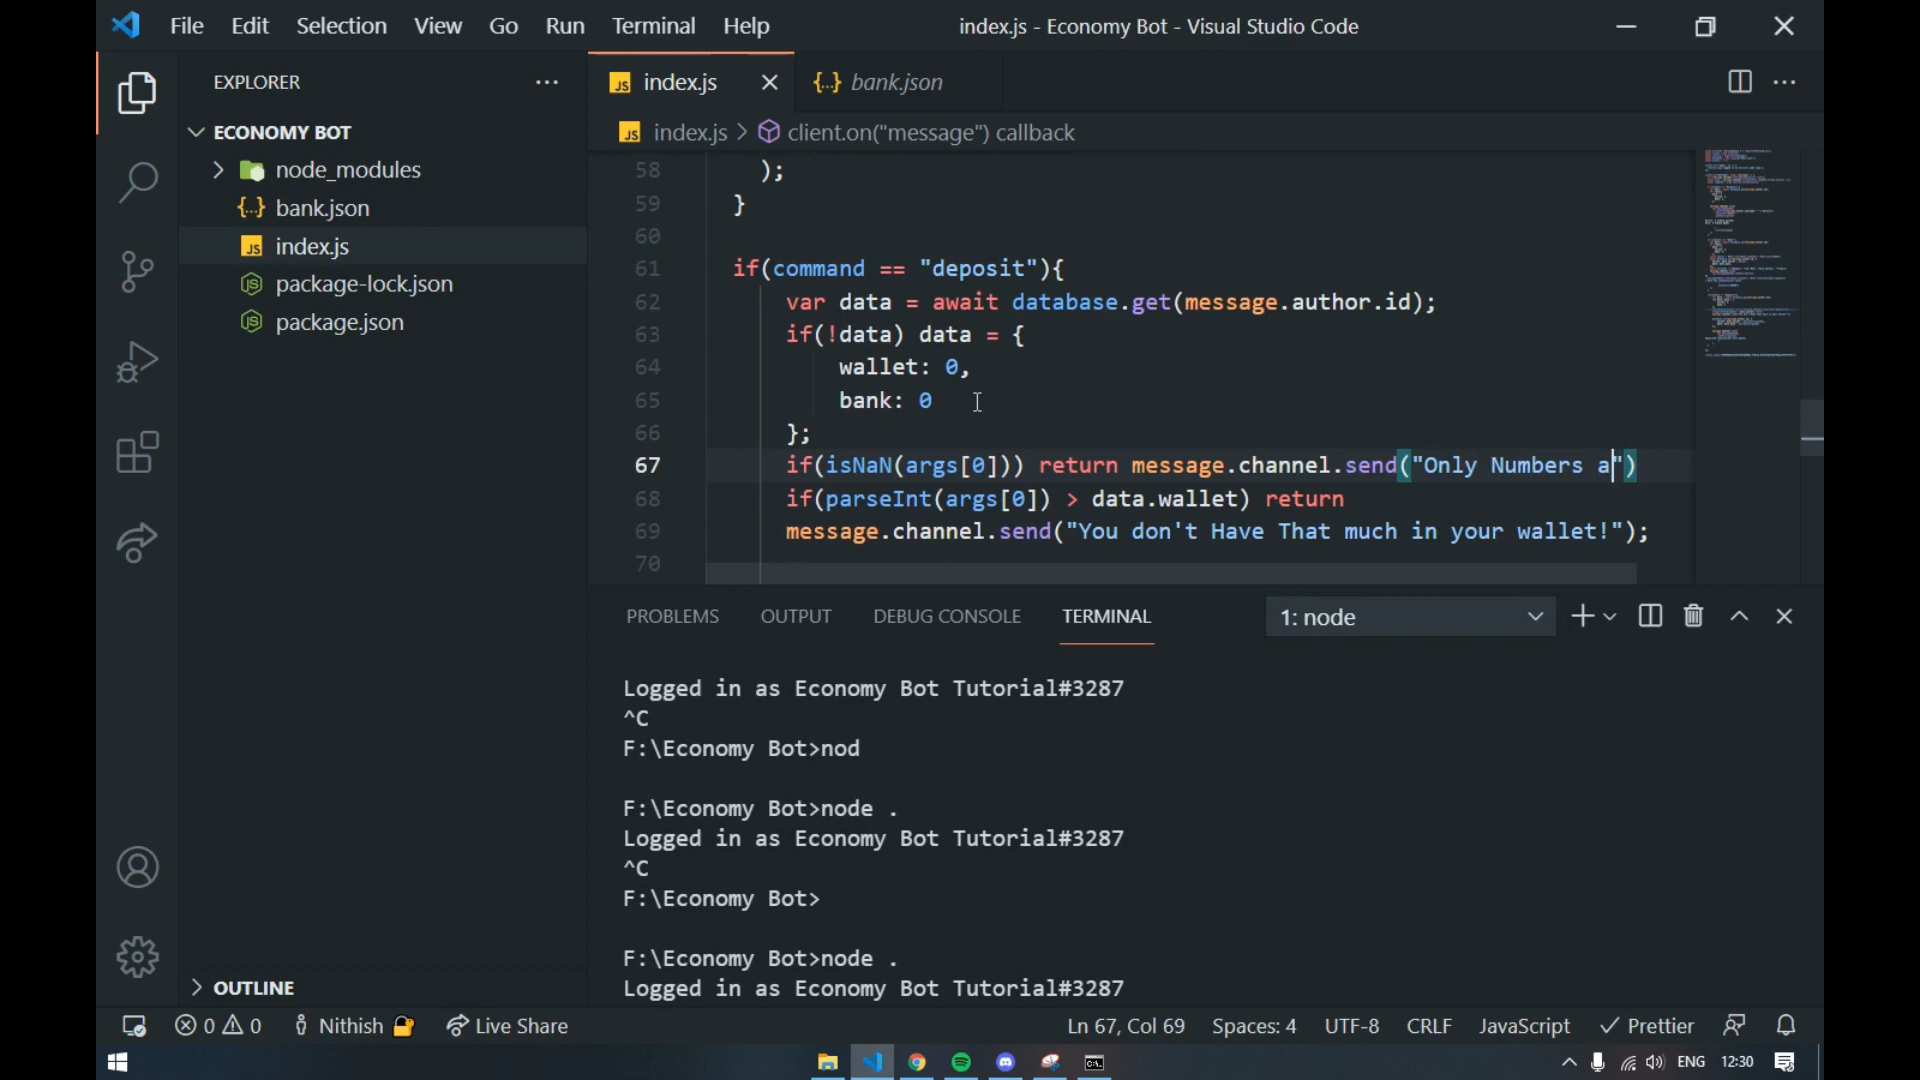 File Edit Selection View Go Run Terminal Help index.js - Economy Bot - Visual Studio Code
EXPLORER
ECONOMY BOT
node_modules
{..} bank.json
JS index.js
package-lock.json
package.json
OUTLINE
JS index.js {..} bank.json
JS index.js > client.on("message") callback
58 );
59 }
60
61 if(command == "deposit"){
62 var data = await database.get(message.author.id);
63 if(!data) data = {
64 wallet: 0,
65 bank: 0
66 };
67 if(isNaN(args[0])) return message.channel.send("Only Numbers a")
68 if(parseInt(args[0]) > data.wallet) return
69 message.channel.send("You don't Have That much in your wallet!");
70
PROBLEMS OUTPUT DEBUG CONSOLE TERMINAL 1: node
Logged in as Economy Bot Tutorial#3287
^C
F:\Economy Bot>nod
F:\Economy Bot>node .
Logged in as Economy Bot Tutorial#3287
^C
F:\Economy Bot>
F:\Economy Bot>node .
Logged in as Economy Bot Tutorial#3287
0 0 Nithish Live Share Ln 67, Col 69 Spaces: 4 UTF-8 CRLF JavaScript Prettier
ENG 12:30